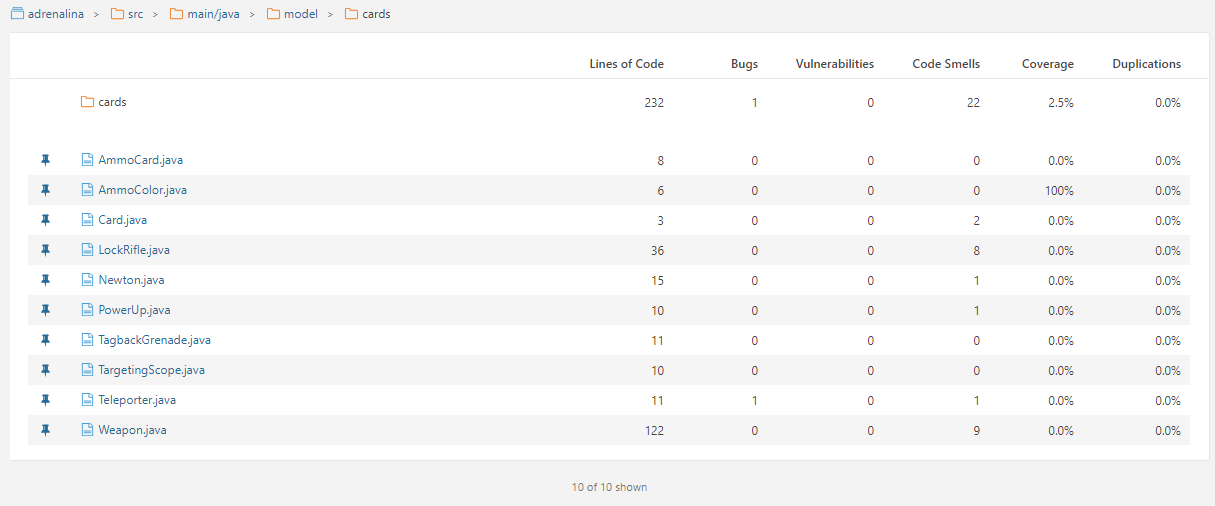 adrenalina > src > main/java > model > cards
Lines of Code Bugs Vulnerabilities Code Smells Coverage Duplications
cards 232 1 0 22 2.5% 0.0%
AmmoCard.java 8 0 0 0 0.0% 0.0%
AmmoColor.java 6 0 0 0 100% 0.0%
Card.java 3 0 0 2 0.0% 0.0%
LockRifle.java 36 0 0 8 0.0% 0.0%
Newton.java 15 0 0 1 0.0% 0.0%
PowerUp.java 10 0 0 1 0.0% 0.0%
TagbackGrenade.java 11 0 0 0 0.0% 0.0%
TargetingScope.java 10 0 0 0 0.0% 0.0%
Teleporter.java 11 1 0 1 0.0% 0.0%
Weapon.java 122 0 0 9 0.0% 0.0%
10 of 10 shown